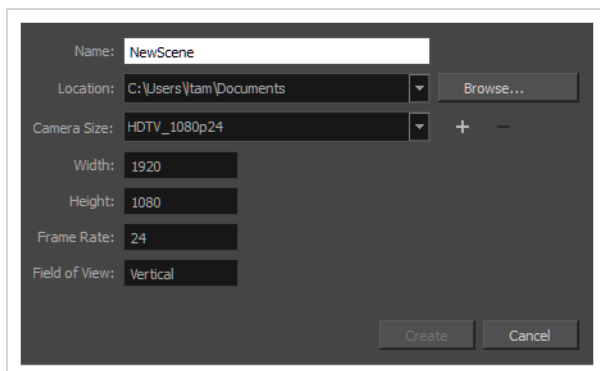 Name: NewScene
Location: C:\Users\ltam\Documents Browse...
Camera Size: HDTV_1080p24
Width: 1920
Height: 1080
Frame Rate: 24
Field of View: Vertical
Create Cancel